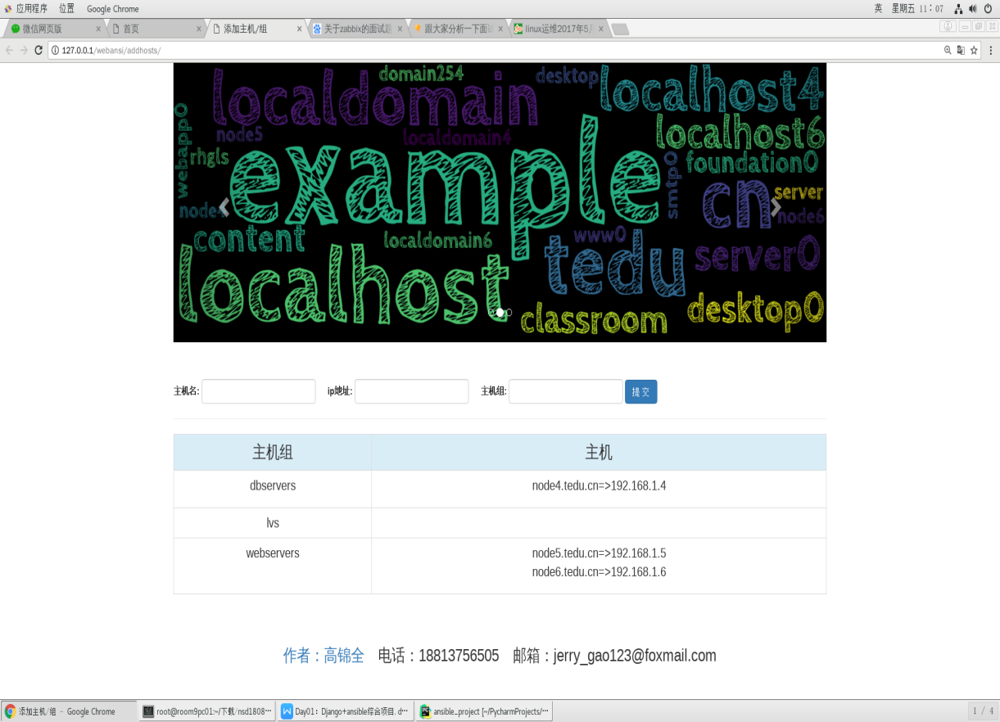 应用程序 位置 Google Chrome 英 星期五 11：07
微信网页版 首页 添加主机/组 关于zabbix的面试题 跟大家分析一下面试 linux运维2017年5月
127.0.0.1/webansi/addhosts/
localdomain domain254 desktop localhost4
node5 localdomain4 localhost6
webapp0 rhgls example smtp0 foundation0
node4 cn server node6
content localdomain6 www0 tedu server0
localhost classroom desktop0
主机名: ip地址: 主机组: 提 交
主机组 主机
dbservers node4.tedu.cn=>192.168.1.4
lvs
webservers node5.tedu.cn=>192.168.1.5
node6.tedu.cn=>192.168.1.6
作者：高锦全 电话：18813756505 邮箱：jerry_gao123@foxmail.com
添加主机/组 - Google Chrome root@room9pc01:~/下载/nsd1808… Day01：Django+ansible综合项目. d… ansible_project [~/PycharmProjects/… 1 / 4